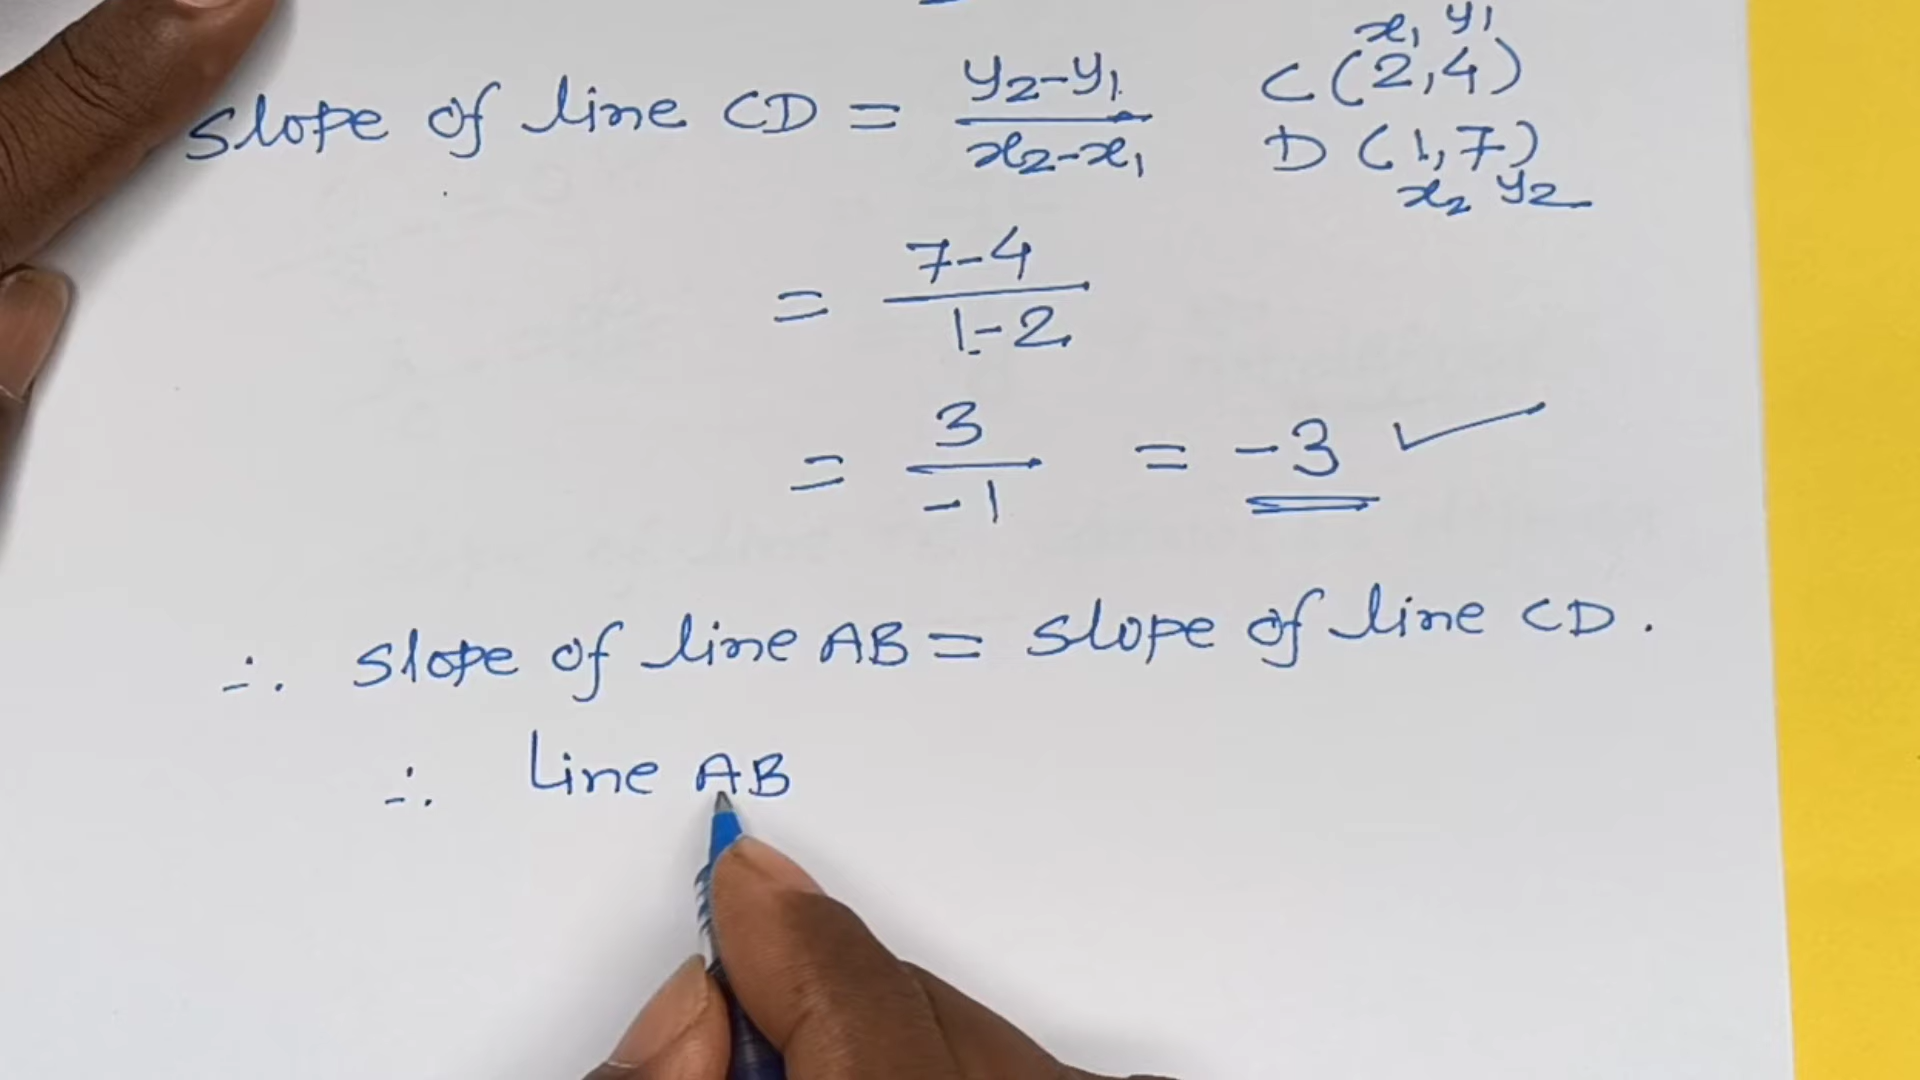 x₁ y₁
Slope of line CD = y₂-y₁ / x₂-x₁ C(2,4)
D(1,7)
x₂ y₂
= 7-4 / 1-2
= 3 / -1 = -3 ✓
∴ slope of line AB = slope of line CD.
∴ Line AB